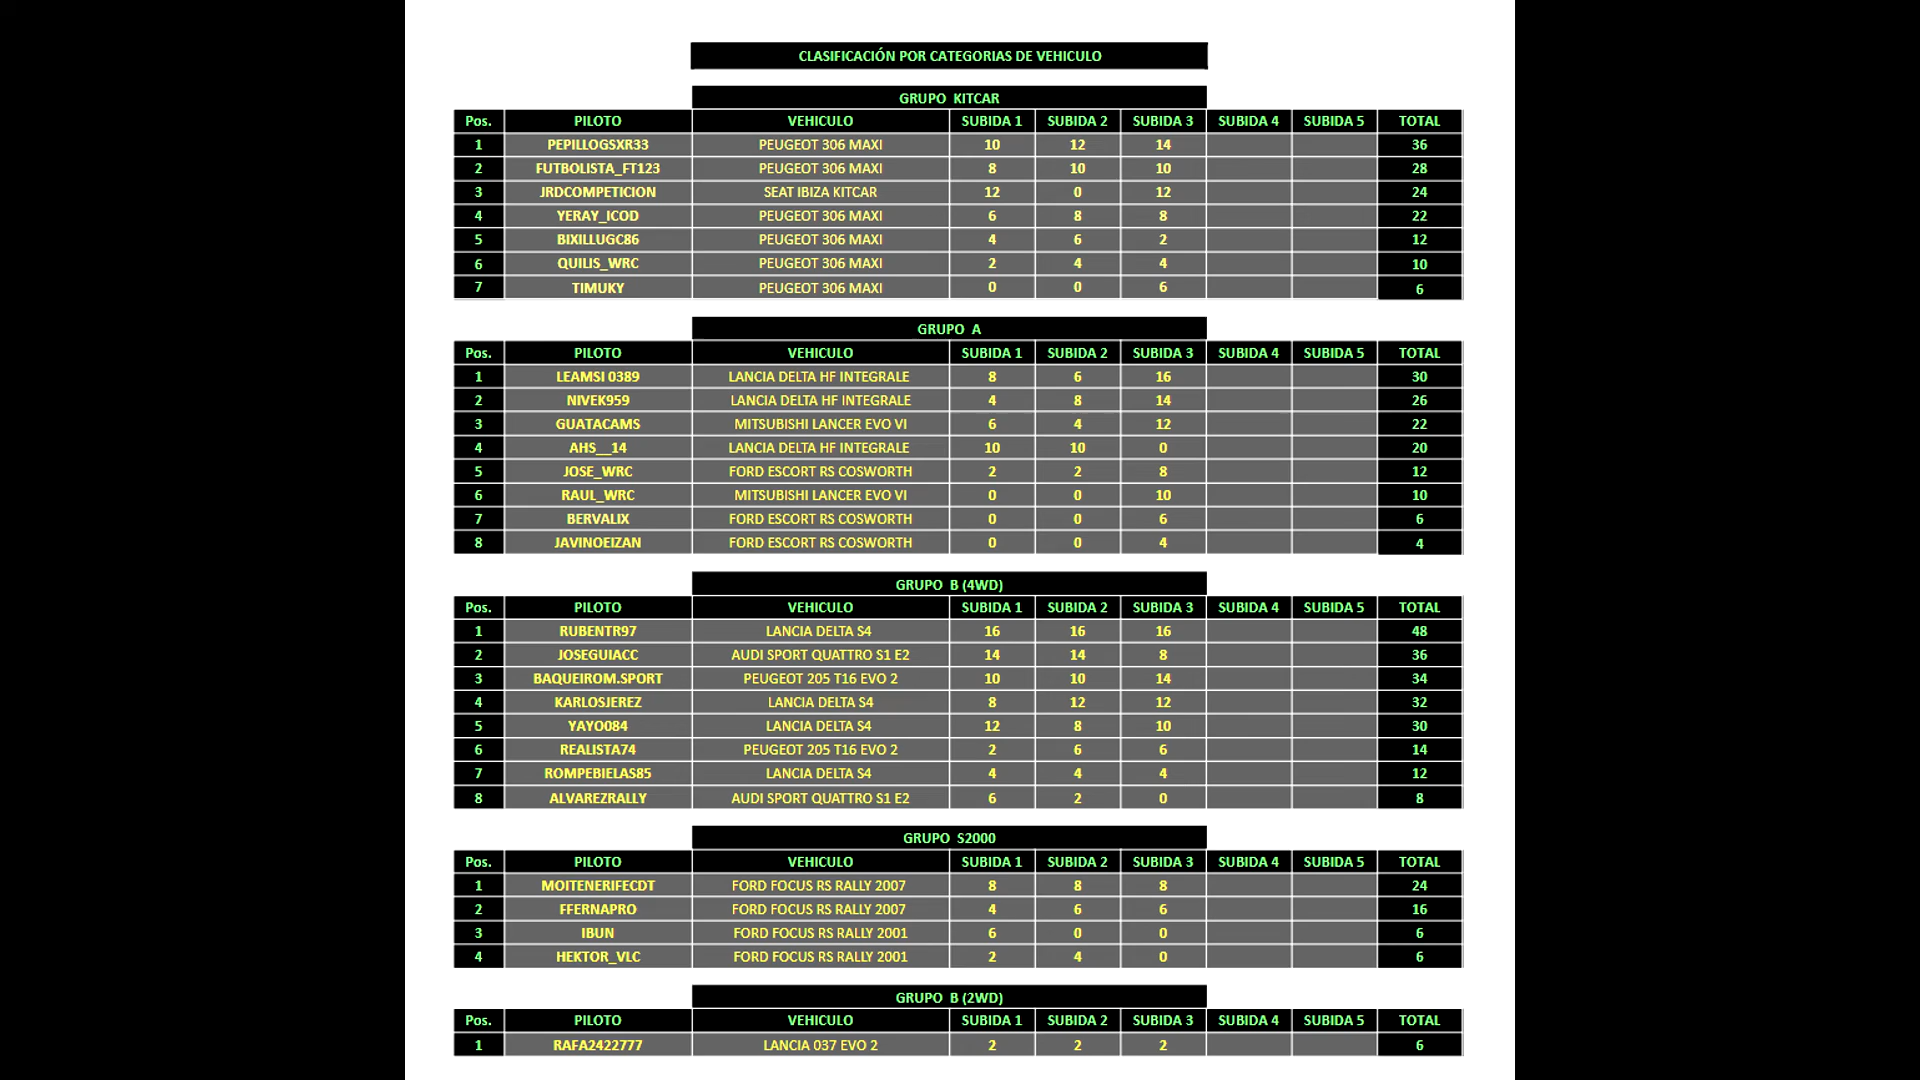 CLASIFICACIÓN POR CATEGORIAS DE VEHICULO
GRUPO KITCAR
Pos. PILOTO VEHICULO SUBIDA 1 SUBIDA 2 SUBIDA 3 SUBIDA 4 SUBIDA 5 TOTAL
1 PEPILLOGSXR33 PEUGEOT 306 MAXI 10 12 14 36
2 FUTBOLISTA_FT123 PEUGEOT 306 MAXI 8 10 10 28
3 JRDCOMPETICION SEAT IBIZA KITCAR 12 0 12 24
4 YERAY_ICOD PEUGEOT 306 MAXI 6 8 8 22
5 BIXILLUGC86 PEUGEOT 306 MAXI 4 6 2 12
6 QUILIS_WRC PEUGEOT 306 MAXI 2 4 4 10
7 TIMUKY PEUGEOT 306 MAXI 0 0 6 6
GRUPO A
Pos. PILOTO VEHICULO SUBIDA 1 SUBIDA 2 SUBIDA 3 SUBIDA 4 SUBIDA 5 TOTAL
1 LEAMSI 0389 LANCIA DELTA HF INTEGRALE 8 6 16 30
2 NIVEK959 LANCIA DELTA HF INTEGRALE 4 8 14 26
3 GUATACAMS MITSUBISHI LANCER EVO VI 6 4 12 22
4 AHS__14 LANCIA DELTA HF INTEGRALE 10 10 0 20
5 JOSE_WRC FORD ESCORT RS COSWORTH 2 2 8 12
6 RAUL_WRC MITSUBISHI LANCER EVO VI 0 0 10 10
7 BERVALIX FORD ESCORT RS COSWORTH 0 0 6 6
8 JAVINOEIZAN FORD ESCORT RS COSWORTH 0 0 4 4
GRUPO B (4WD)
Pos. PILOTO VEHICULO SUBIDA 1 SUBIDA 2 SUBIDA 3 SUBIDA 4 SUBIDA 5 TOTAL
1 RUBENTR97 LANCIA DELTA S4 16 16 16 48
2 JOSEGUIACC AUDI SPORT QUATTRO S1 E2 14 14 8 36
3 BAQUEIROM.SPORT PEUGEOT 205 T16 EVO 2 10 10 14 34
4 KARLOSJEREZ LANCIA DELTA S4 8 12 12 32
5 YAYO084 LANCIA DELTA S4 12 8 10 30
6 REALISTA74 PEUGEOT 205 T16 EVO 2 2 6 6 14
7 ROMPEBIELAS85 LANCIA DELTA S4 4 4 4 12
8 ALVAREZRALLY AUDI SPORT QUATTRO S1 E2 6 2 0 8
GRUPO S2000
Pos. PILOTO VEHICULO SUBIDA 1 SUBIDA 2 SUBIDA 3 SUBIDA 4 SUBIDA 5 TOTAL
1 MOITENERIFECDT FORD FOCUS RS RALLY 2007 8 8 8 24
2 FFERNAPRO FORD FOCUS RS RALLY 2007 4 6 6 16
3 IBUN FORD FOCUS RS RALLY 2001 6 0 0 6
4 HEKTOR_VLC FORD FOCUS RS RALLY 2001 2 4 0 6
GRUPO B (2WD)
Pos. PILOTO VEHICULO SUBIDA 1 SUBIDA 2 SUBIDA 3 SUBIDA 4 SUBIDA 5 TOTAL
1 RAFA2422777 LANCIA 037 EVO 2 2 2 2 6